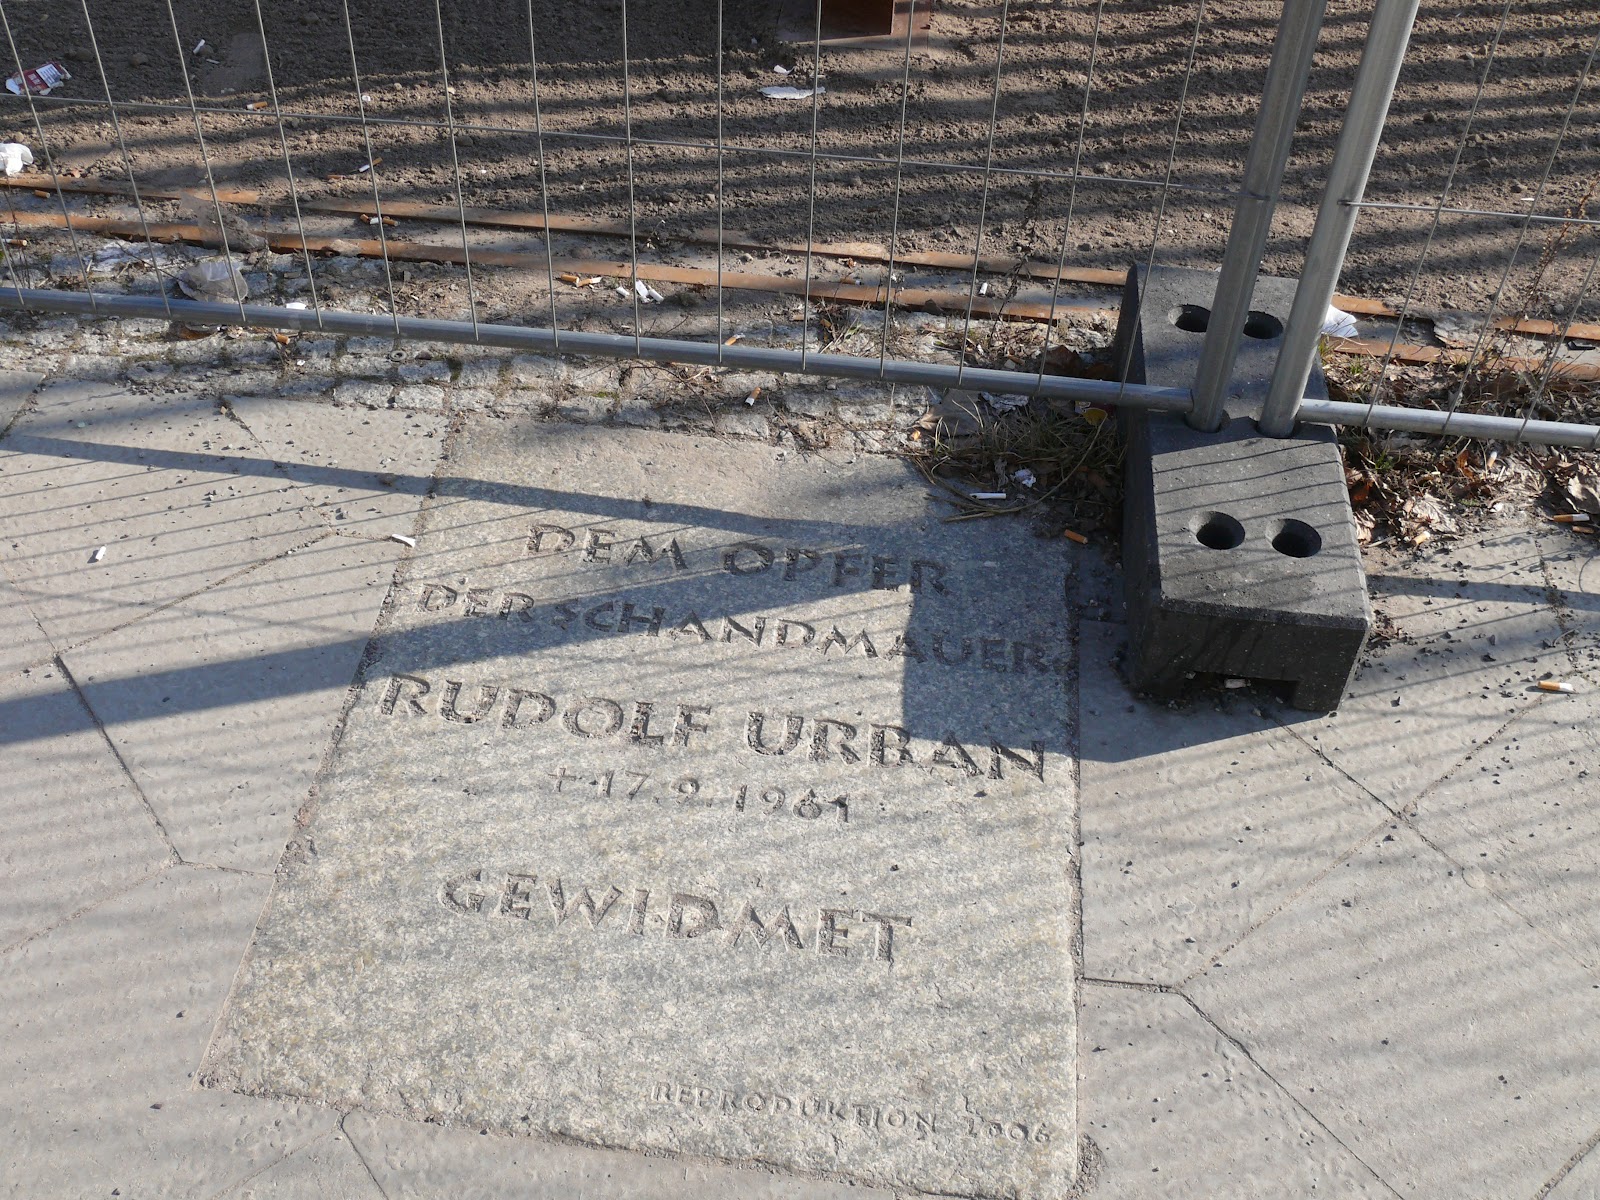 DEM OPFER
DER SCHANDMAUER
RUDOLF URBAN
+ 17. 9. 1961
GEWIDMET
REPRODUKTION 2006